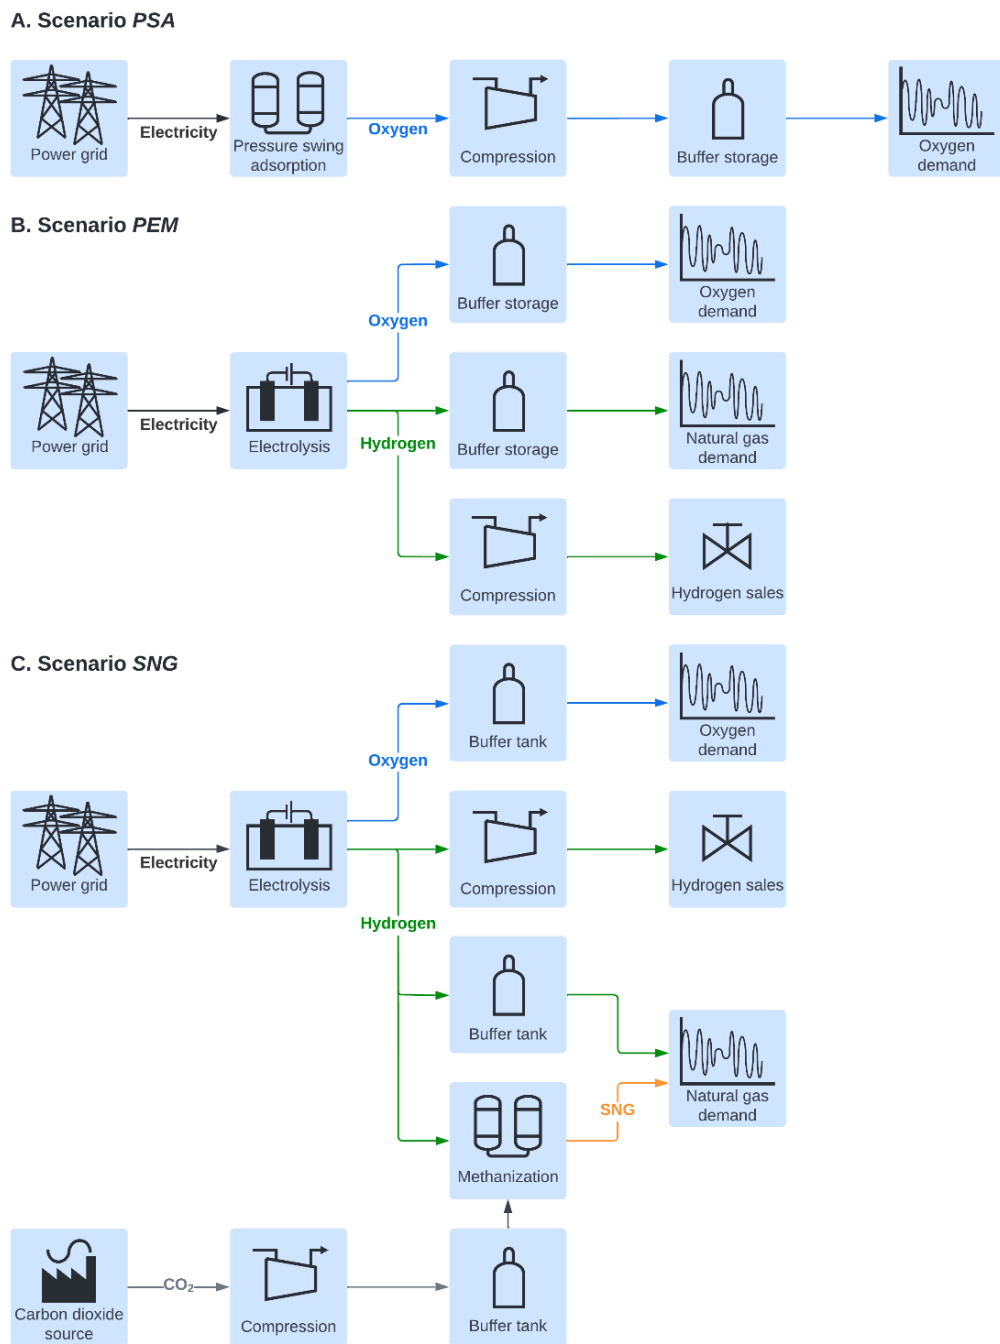 A. Scenario PSA
Power grid
Electricity
Pressure swing
adsorption
Oxygen
Compression
Buffer storage
Oxygen
demand
B. Scenario PEM
Power grid
Electricity
Electrolysis
Oxygen
Buffer storage
Oxygen
demand
Hydrogen
Buffer storage
Natural gas
demand
Compression
Hydrogen sales
C. Scenario SNG
Power grid
Electricity
Electrolysis
Oxygen
Buffer tank
Oxygen
demand
Hydrogen
Compression
Hydrogen sales
Buffer tank
Natural gas
demand
SNG
Methanization
Carbon dioxide
source
CO₂
Compression
Buffer tank